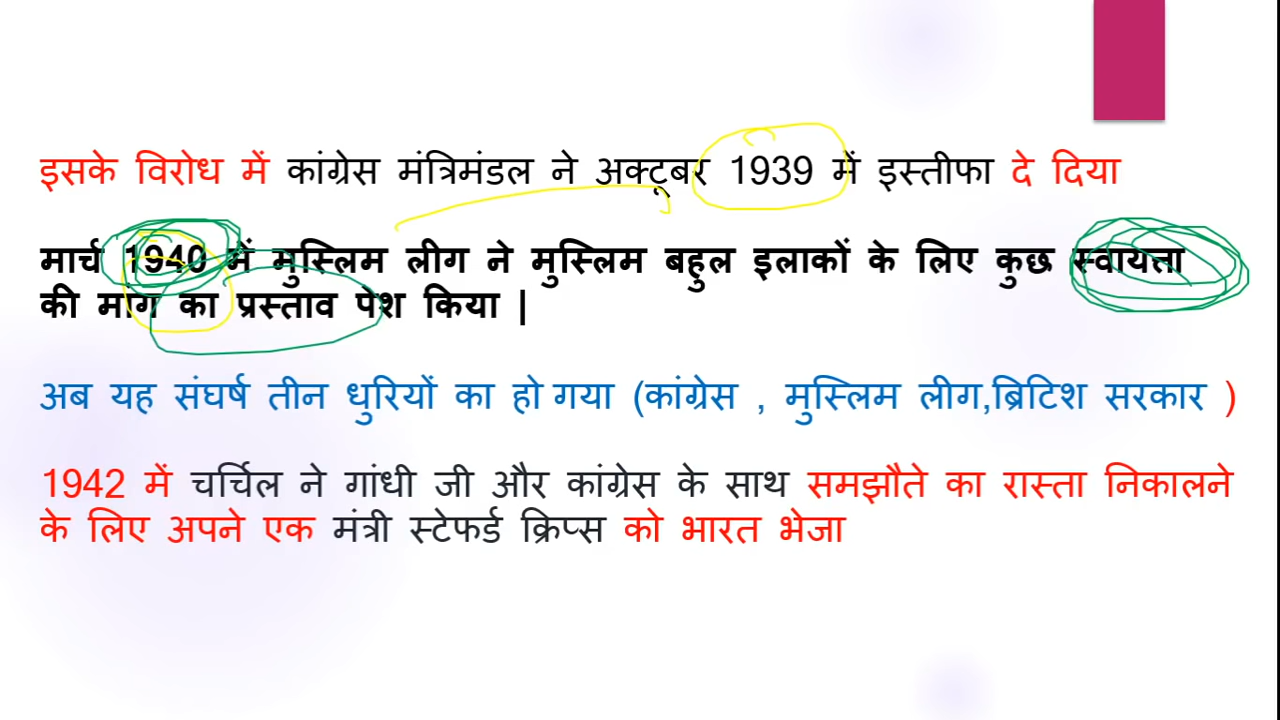 इसके विरोध में कांग्रेस मंत्रिमंडल ने अक्टूबर 1939 में इस्तीफा दे दिया
मार्च 1940 में मुस्लिम लीग ने मुस्लिम बहुल इलाकों के लिए कुछ स्वायत्ता
की मांग का प्रस्ताव पेश किया |
अब यह संघर्ष तीन धुरियों का हो गया (कांग्रेस , मुस्लिम लीग,ब्रिटिश सरकार )
1942 में चर्चिल ने गांधी जी और कांग्रेस के साथ समझौते का रास्ता निकालने
के लिए अपने एक मंत्री स्टेफर्ड क्रिप्स को भारत भेजा